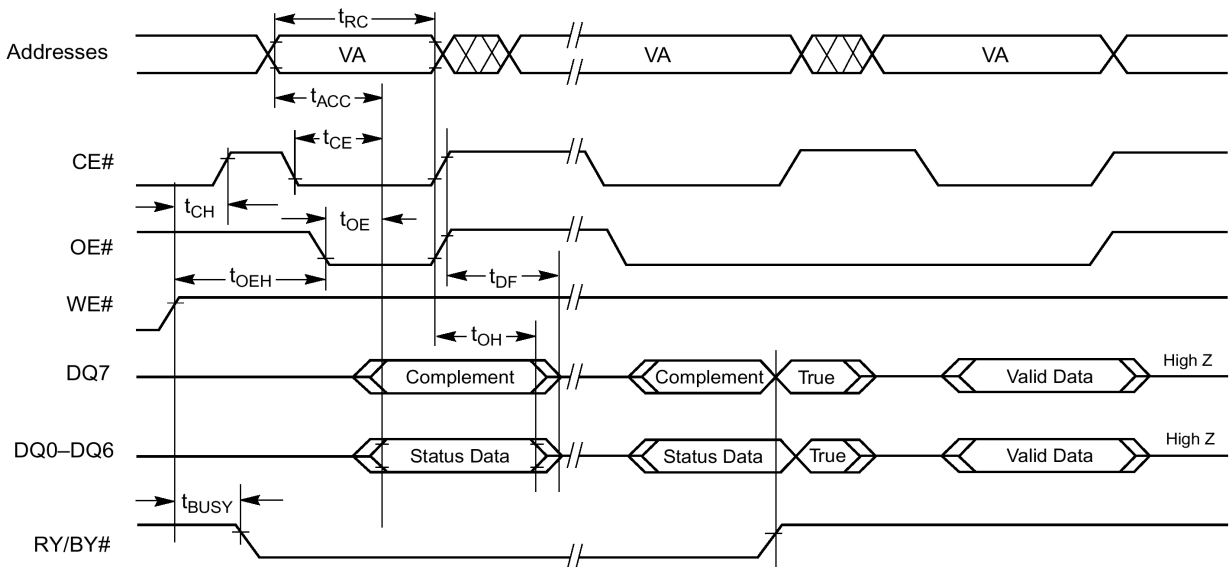 tRC
Addresses VA VA VA
tACC
tCE
CE#
tCH tOE
OE#
tOEH tDF
WE#
tOH
DQ7 Complement Complement True Valid Data High Z
DQ0–DQ6 Status Data Status Data True Valid Data High Z
tBUSY
RY/BY#